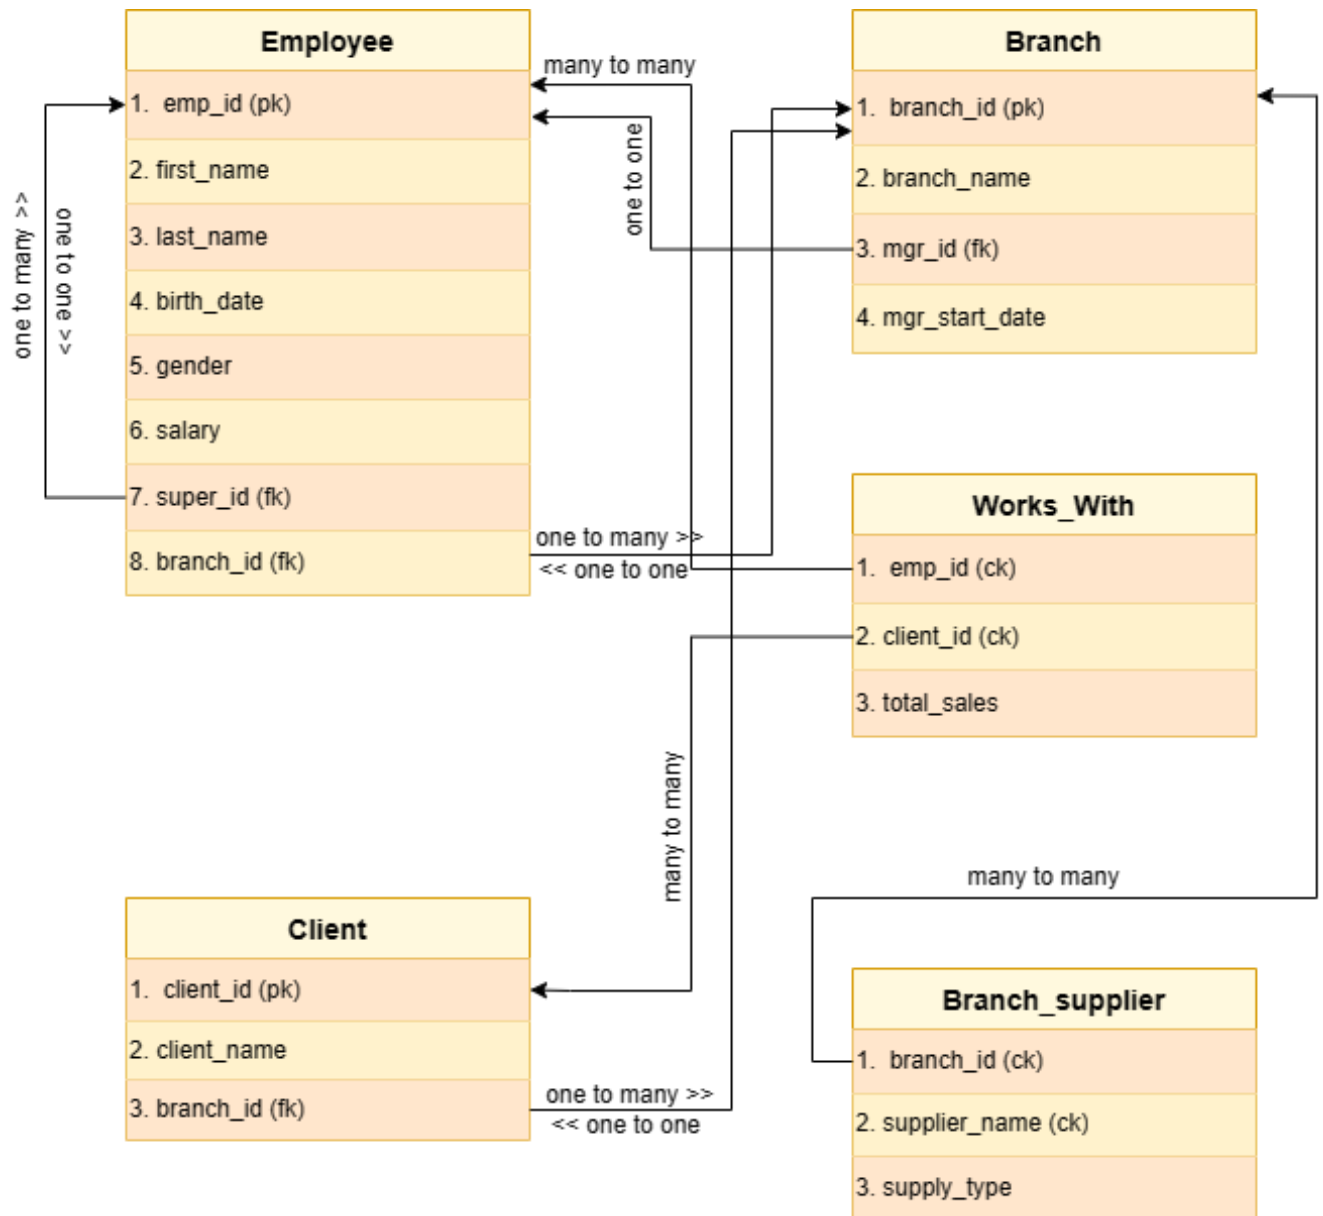 Employee
1. emp_id (pk)
2. first_name
3. last_name
4. birth_date
5. gender
6. salary
7. super_id (fk)
8. branch_id (fk)
one to many >>
one to one >>
many to many
one to one
Branch
1. branch_id (pk)
2. branch_name
3. mgr_id (fk)
4. mgr_start_date
one to many >>
<< one to one
Works_With
1. emp_id (ck)
2. client_id (ck)
3. total_sales
many to many
Client
1. client_id (pk)
2. client_name
3. branch_id (fk)
one to many >>
<< one to one
many to many
Branch_supplier
1. branch_id (ck)
2. supplier_name (ck)
3. supply_type